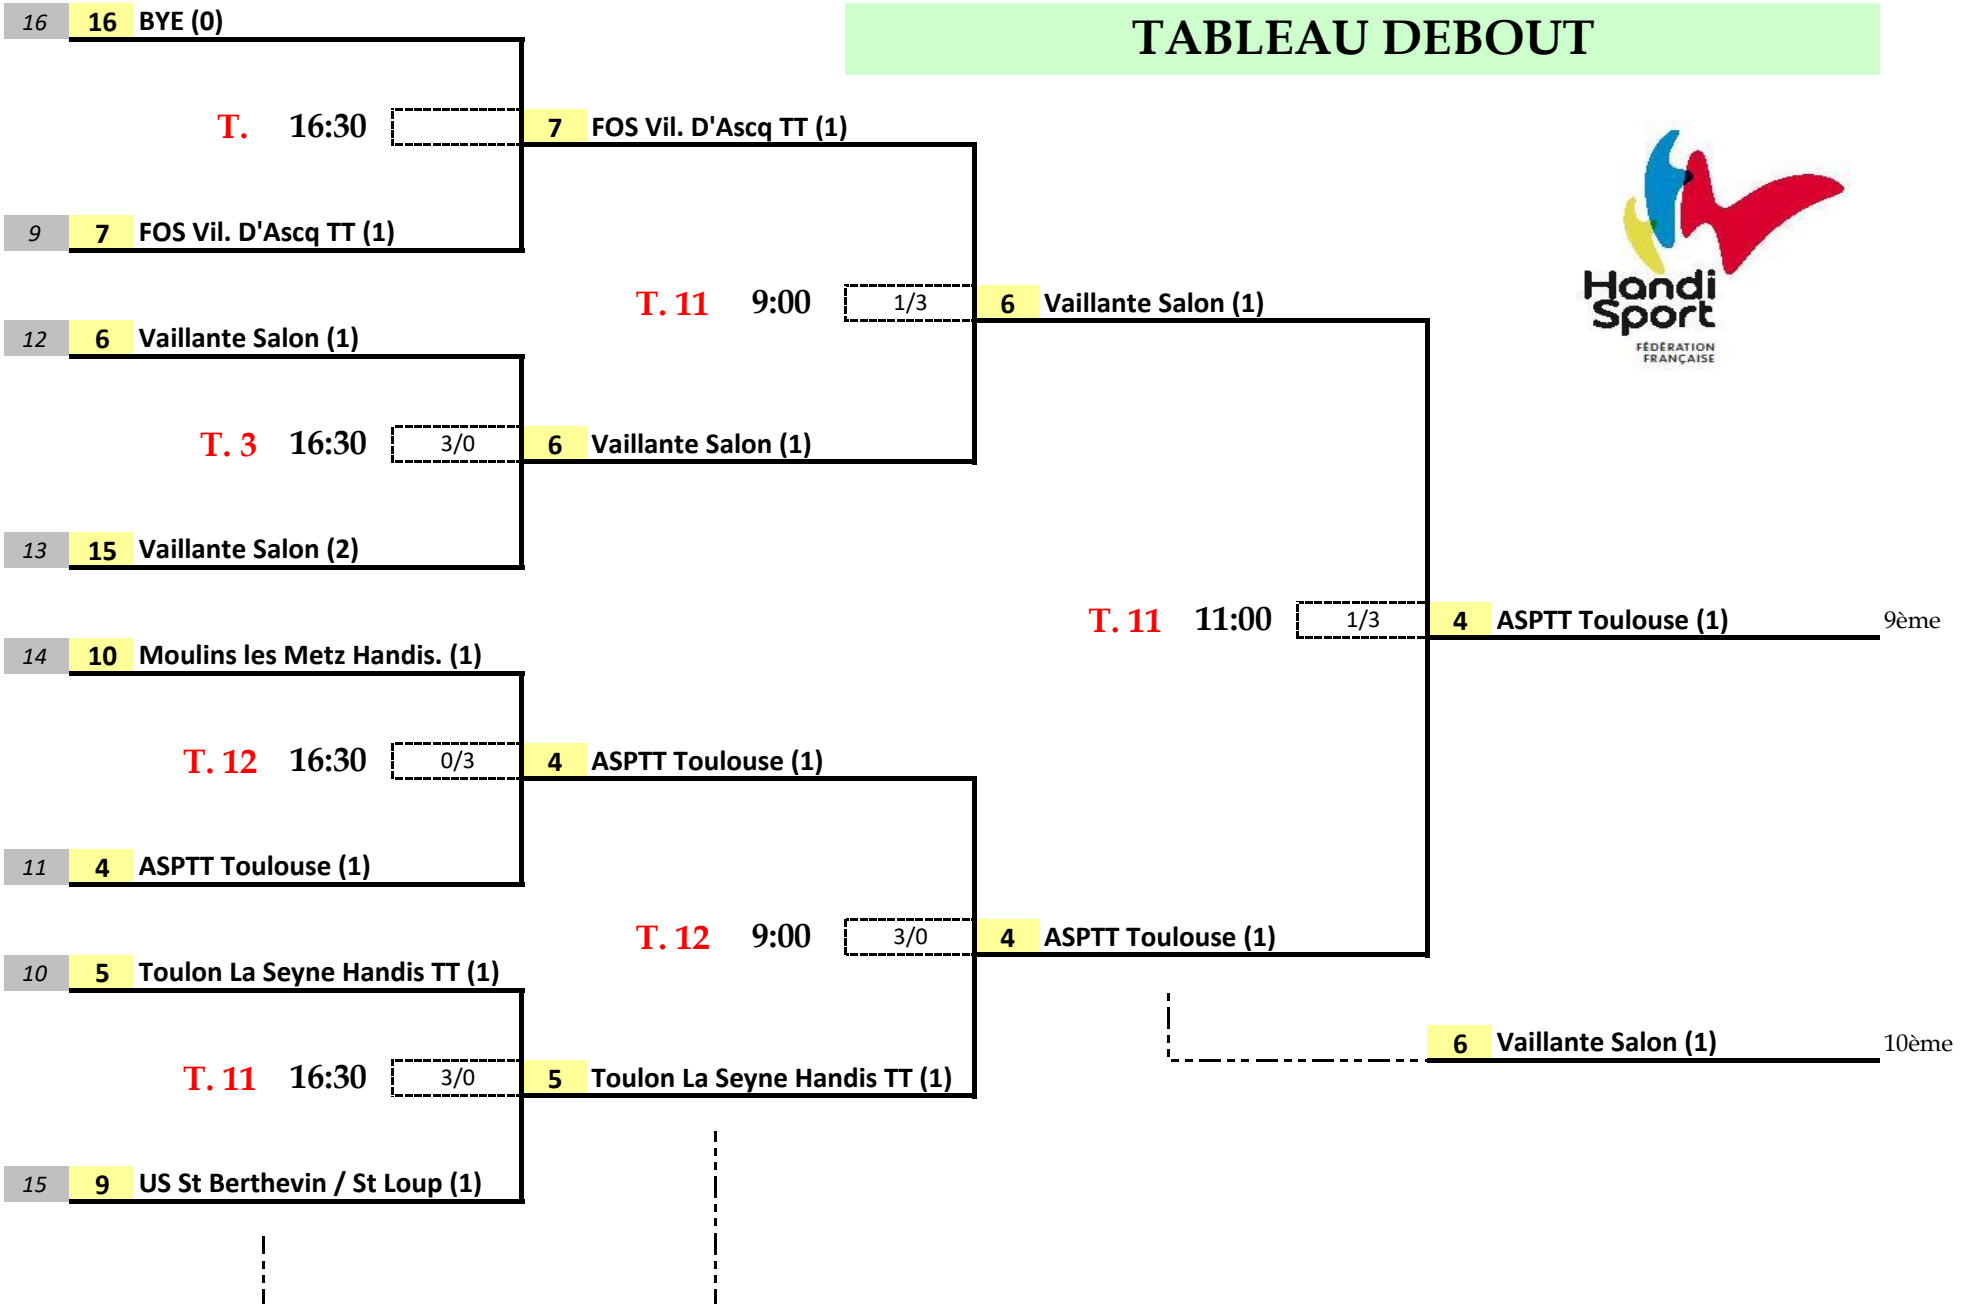 16 16 BYE (0)
TABLEAU DEBOUT
T. 16:30 7 FOS Vil. D'Ascq TT (1)
9 7 FOS Vil. D'Ascq TT (1)
Handi
Sport
FÉDÉRATION
FRANÇAISE
T. 11 9:00 1/3 6 Vaillante Salon (1)
12 6 Vaillante Salon (1)
T. 3 16:30 3/0 6 Vaillante Salon (1)
13 15 Vaillante Salon (2)
T. 11 11:00 1/3 4 ASPTT Toulouse (1) 9ème
14 10 Moulins les Metz Handis. (1)
T. 12 16:30 0/3 4 ASPTT Toulouse (1)
11 4 ASPTT Toulouse (1)
T. 12 9:00 3/0 4 ASPTT Toulouse (1)
10 5 Toulon La Seyne Handis TT (1)
6 Vaillante Salon (1) 10ème
T. 11 16:30 3/0 5 Toulon La Seyne Handis TT (1)
15 9 US St Berthevin / St Loup (1)